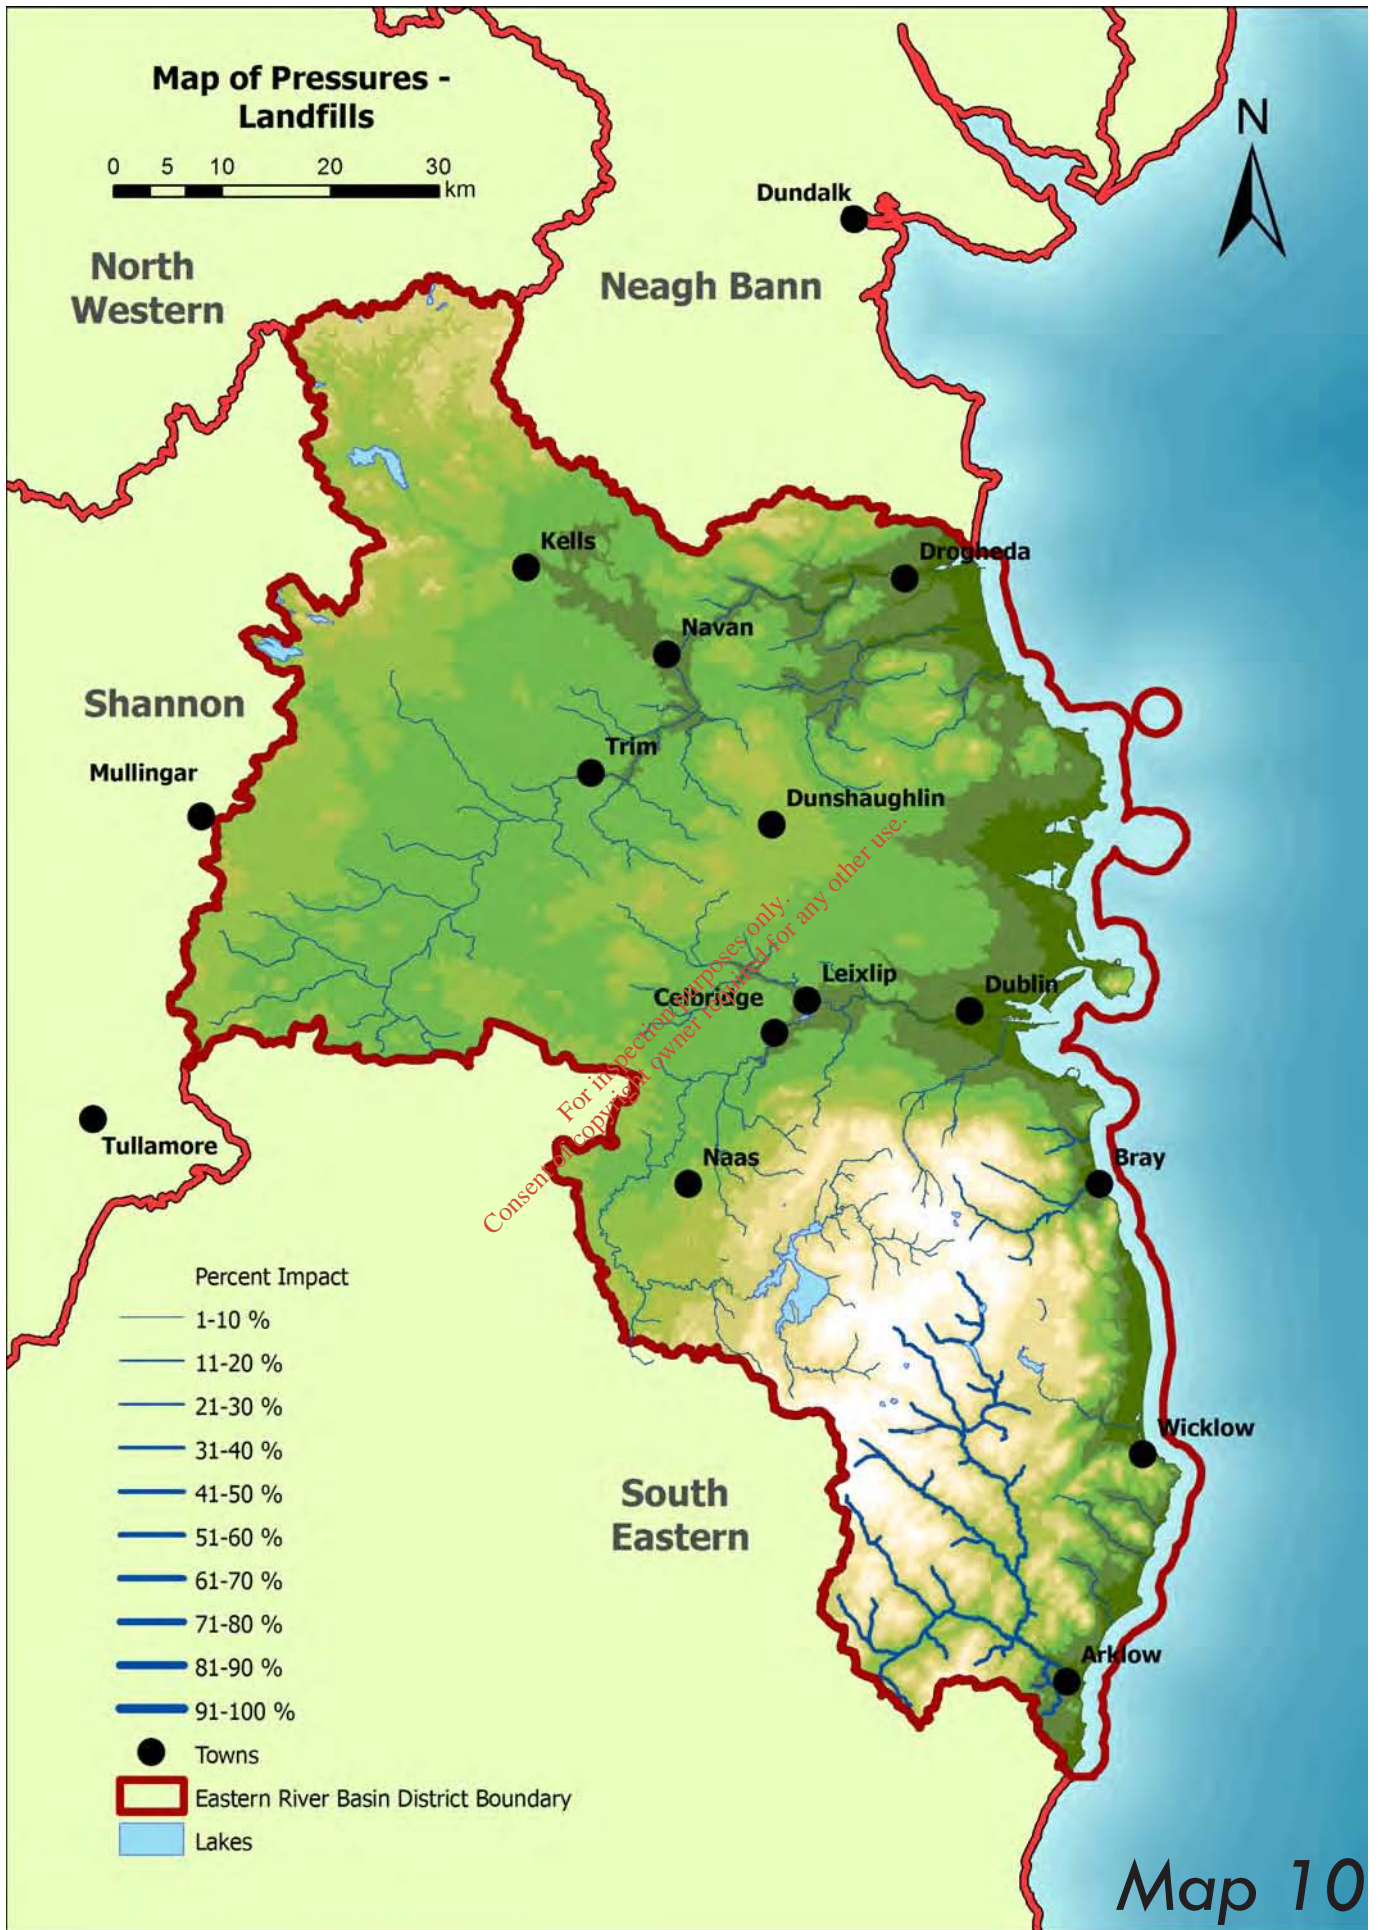 Map of Pressures -
Landfills
0 5 10 20 30
km
N
Dundalk
North
Western
Neagh Bann
Kells
Drogheda
Navan
Shannon
Trim
Mullingar
Dunshaughlin
For inspection purposes only.
Consent of copyright owner required for any other use.
Leixlip
Celbridge
Dublin
Tullamore
Naas
Bray
Wicklow
South
Eastern
Arklow
Percent Impact
1-10 %
11-20 %
21-30 %
31-40 %
41-50 %
51-60 %
61-70 %
71-80 %
81-90 %
91-100 %
Towns
Eastern River Basin District Boundary
Lakes
Map 10